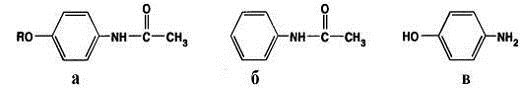 RO NH C O CH₃ NH C O CH₃ HO NH₂
а б в